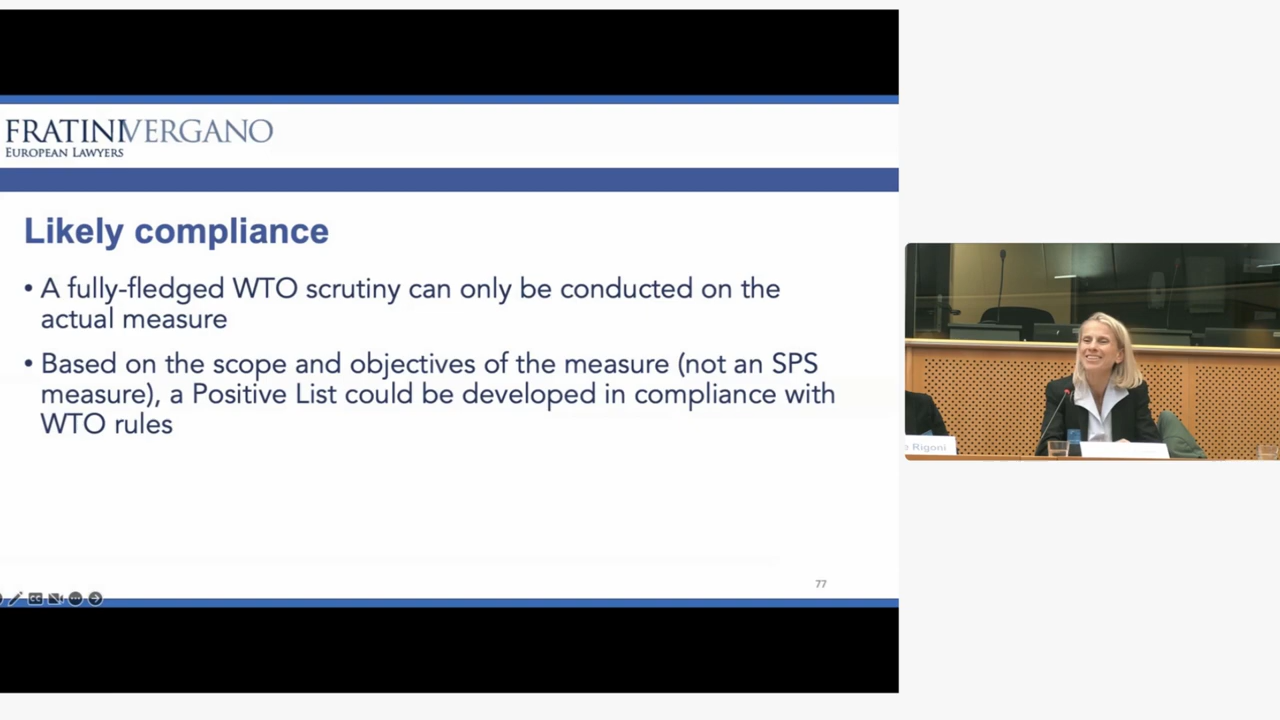 FRATINIVERGANO
EUROPEAN LAWYERS
Likely compliance
• A fully-fledged WTO scrutiny can only be conducted on the
actual measure
• Based on the scope and objectives of the measure (not an SPS
measure), a Positive List could be developed in compliance with
WTO rules
77
CC
Rigoni